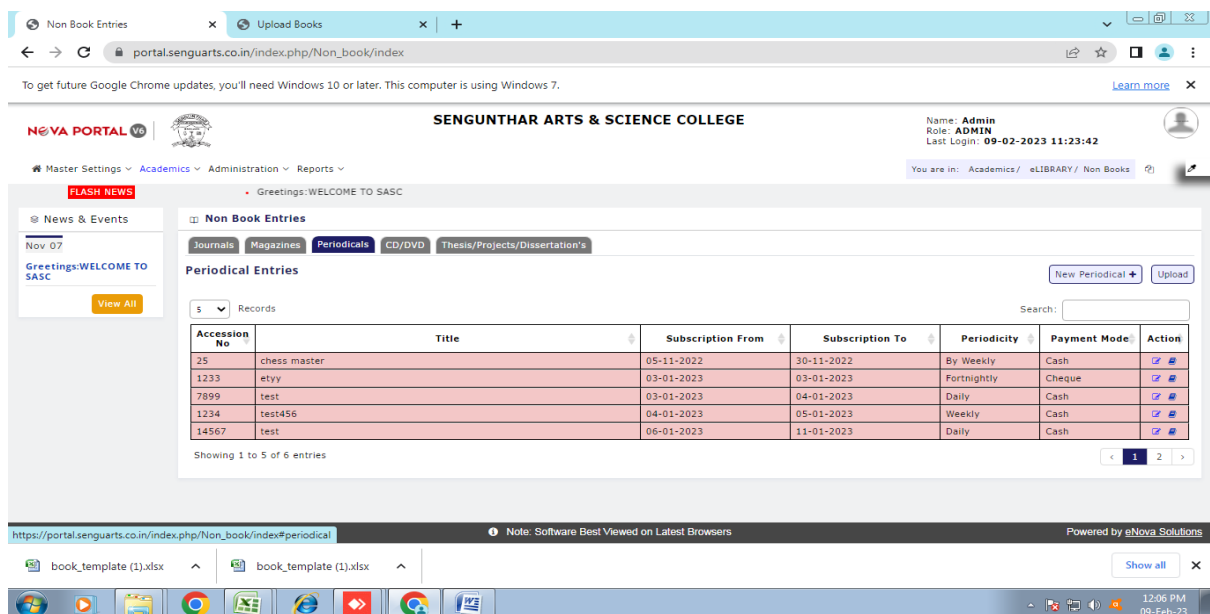 Non Book Entries
Upload Books
portal.senguarts.co.in/index.php/Non_book/index
To get future Google Chrome updates, you'll need Windows 10 or later. This computer is using Windows 7.
Learn more
NOVA PORTAL V6
SENGUNTHAR ARTS & SCIENCE COLLEGE
Name: Admin
Role: ADMIN
Last Login: 09-02-2023 11:23:42
Master Settings Academics Administration Reports
You are in: Academics/ eLIBRARY/ Non Books
FLASH NEWS
Greetings:WELCOME TO SASC
News & Events
Nov 07
Greetings:WELCOME TO
SASC
View All
Non Book Entries
Journals Magazines Periodicals CD/DVD Thesis/Projects/Dissertation's
Periodical Entries
New Periodical + Upload
5 Records
Search:
Accession No Title Subscription From Subscription To Periodicity Payment Mode Action
25 chess master 05-11-2022 30-11-2022 By Weekly Cash
1233 etyy 03-01-2023 03-01-2023 Fortnightly Cheque
7899 test 03-01-2023 04-01-2023 Daily Cash
1234 test456 04-01-2023 05-01-2023 Weekly Cash
14567 test 06-01-2023 11-01-2023 Daily Cash
Showing 1 to 5 of 6 entries
‹ 1 2 ›
https://portal.senguarts.co.in/index.php/Non_book/index#periodical
Note: Software Best Viewed on Latest Browsers
Powered by eNova Solutions
book_template (1).xlsx
book_template (1).xlsx
Show all
12:06 PM
09-Feb-23